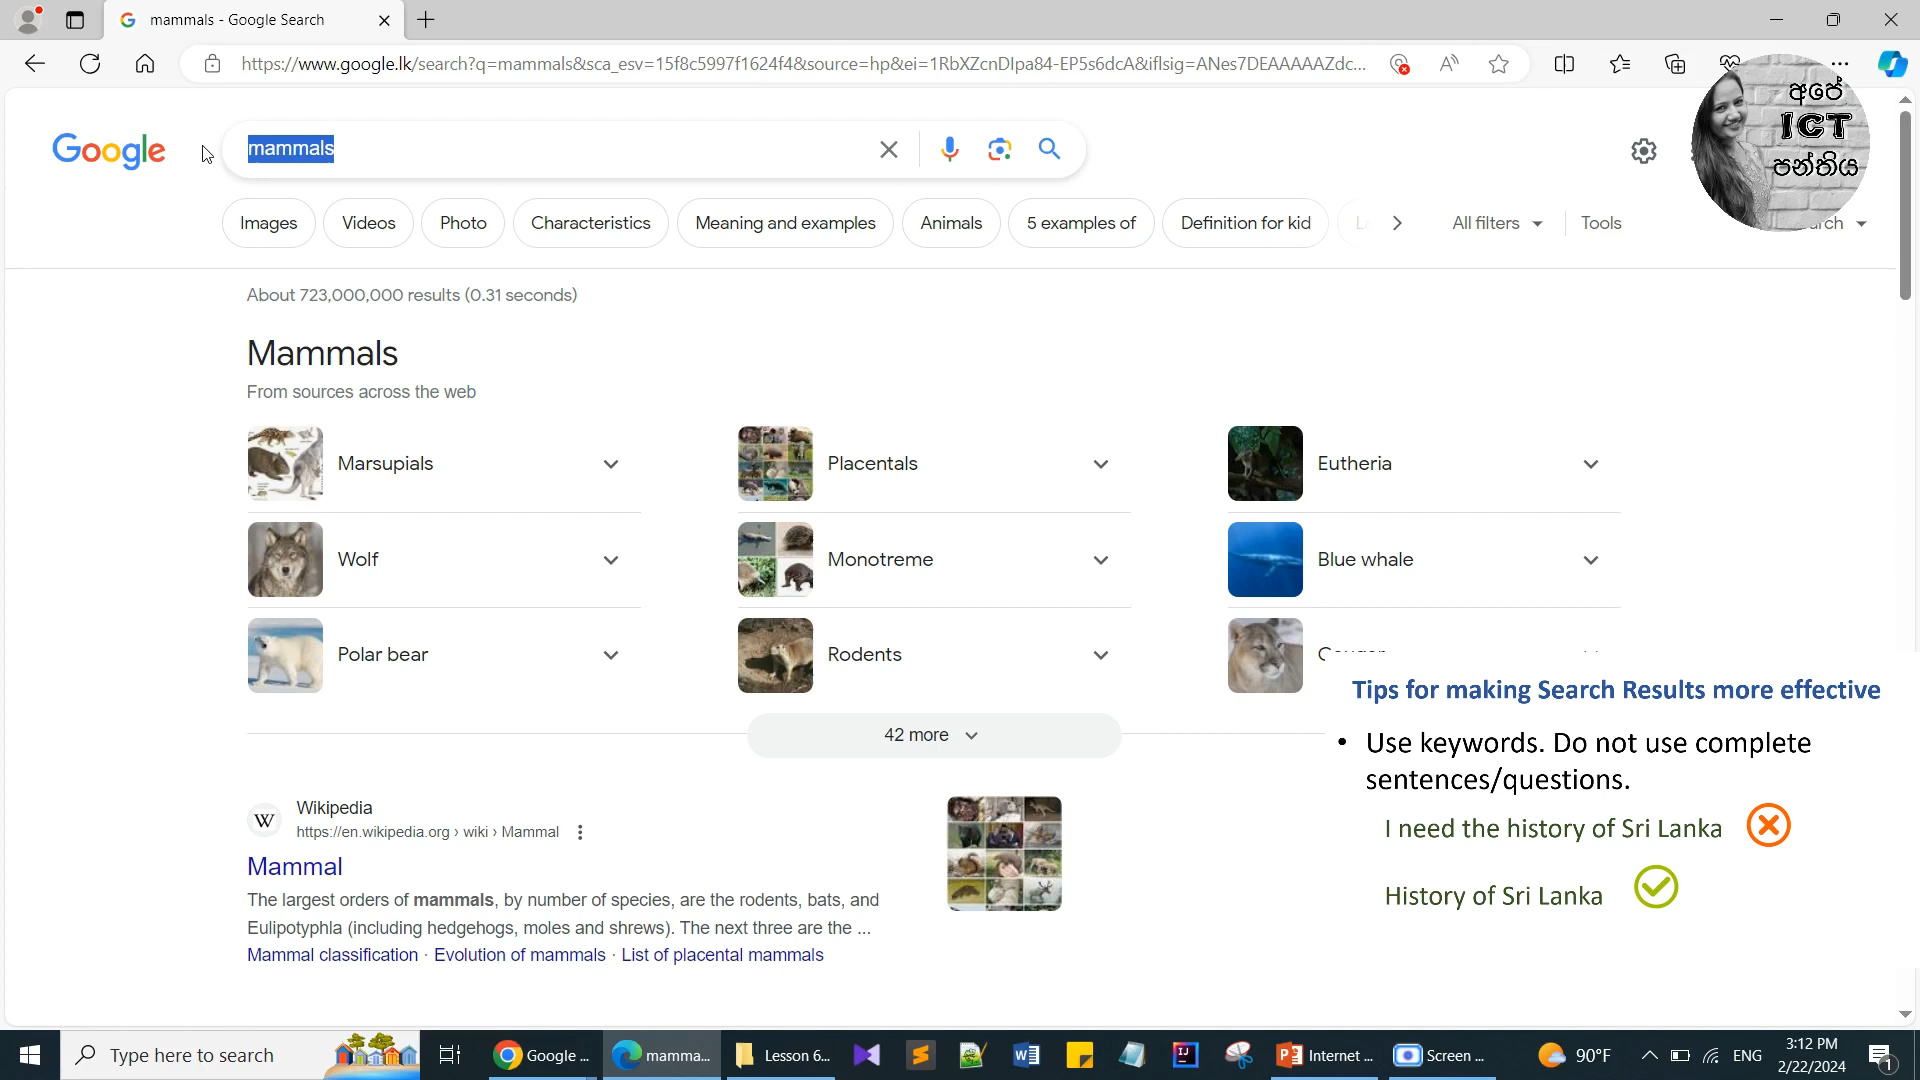 mammals - Google Search
https://www.google.lk/search?q=mammals&sca_esv=15f8c5997f1624f4&source=hp&ei=1RbXZcnDIpa84-EP5s6dcA&iflsig=ANes7DEAAAAAZdc...
අපේ
ICT
පන්තිය
Google
mammals
Images
Videos
Photo
Characteristics
Meaning and examples
Animals
5 examples of
Definition for kid
All filters
Tools
About 723,000,000 results (0.31 seconds)
Mammals
From sources across the web
Marsupials
Placentals
Eutheria
Wolf
Monotreme
Blue whale
Polar bear
Rodents
42 more
Wikipedia
https://en.wikipedia.org › wiki › Mammal
W
Mammal
The largest orders of mammals, by number of species, are the rodents, bats, and
Eulipotyphla (including hedgehogs, moles and shrews). The next three are the ...
Mammal classification · Evolution of mammals · List of placental mammals
Tips for making Search Results more effective
• Use keywords. Do not use complete
sentences/questions.
I need the history of Sri Lanka
History of Sri Lanka
Type here to search
Google ...
mamma...
Lesson 6...
Internet ...
Screen ...
90°F
ENG
3:12 PM
2/22/2024
1